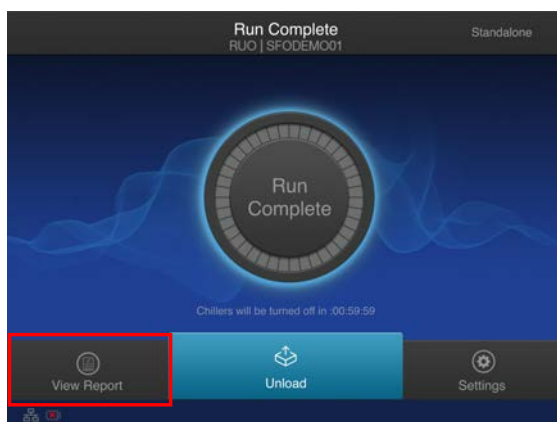 Run Complete
RUO | SFODEMO01
Standalone
Run
Complete
Chillers will be turned off in :00:59:59
View Report
Unload
Settings